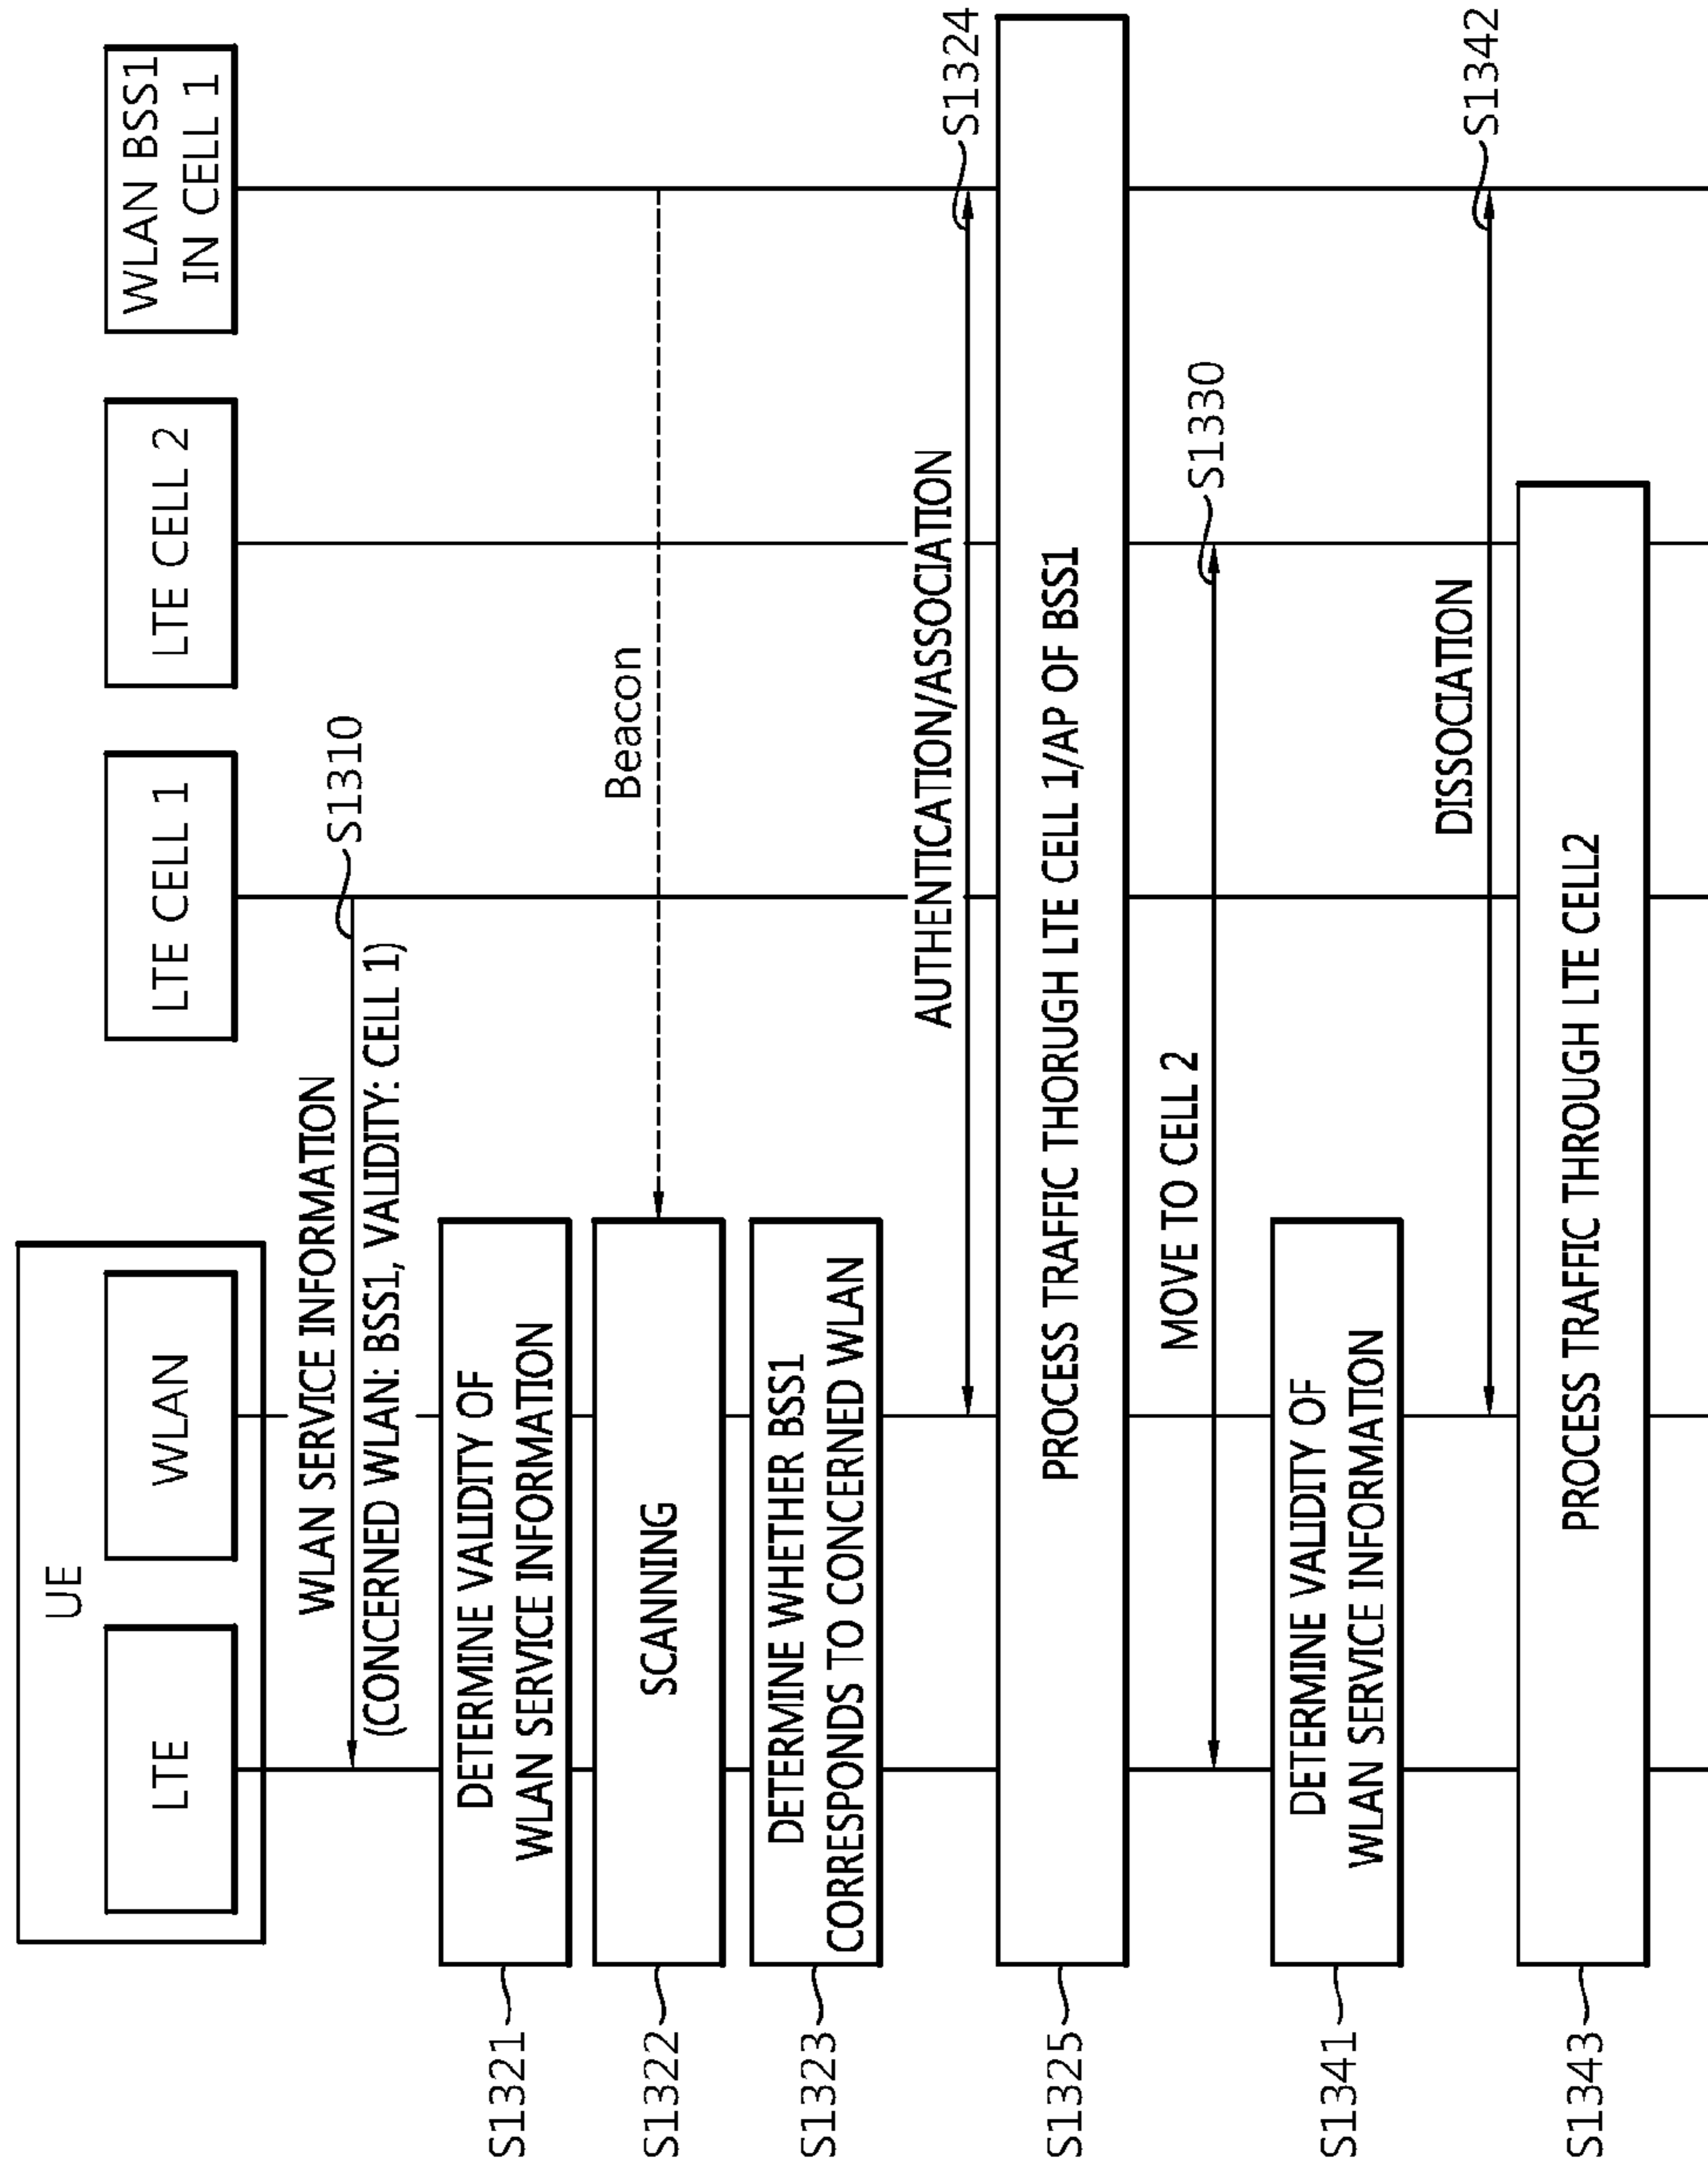 UE
LTE
WLAN
LTE CELL 1
LTE CELL 2
WLAN BSS1
IN CELL 1
WLAN SERVICE INFORMATION
S1310
(CONCERNED WLAN: BSS1, VALIDITY: CELL 1)
S1321
DETERMINE VALIDITY OF
WLAN SERVICE INFORMATION
Beacon
S1322
SCANNING
S1323
DETERMINE WHETHER BSS1
CORRESPONDS TO CONCERNED WLAN
AUTHENTICATION/ASSOCIATION
S1324
S1325
PROCESS TRAFFIC THORUGH LTE CELL 1/AP OF BSS1
MOVE TO CELL 2
S1330
S1341
DETERMINE VALIDITY OF
WLAN SERVICE INFORMATION
DISSOCIATION
S1342
S1343
PROCESS TRAFFIC THROUGH LTE CELL2